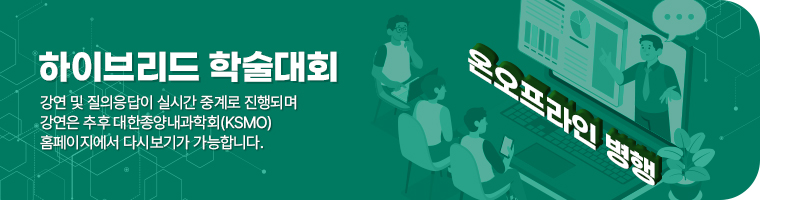 하이브리드 학술대회
강연 및 질의응답이 실시간 중계로 진행되며
강연은 추후 대한종양내과학회(KSMO)
홈페이지에서 다시보기가 가능합니다.
온오프라인 병행